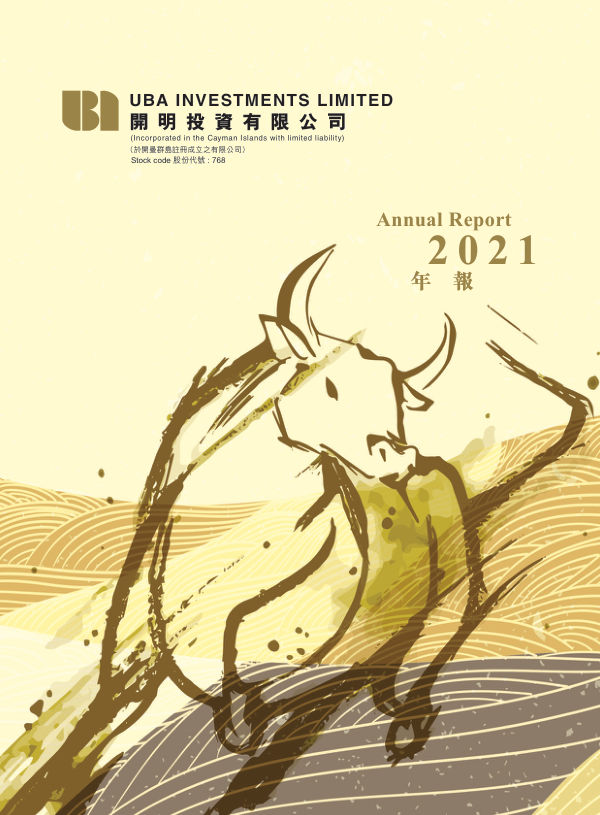 UBA INVESTMENTS LIMITED
開明投資有限公司
(Incorporated in the Cayman Islands with limited liability)
(於開曼群島註冊成立之有限公司)
Stock code 股份代號 : 768
Annual Report
2021
年報